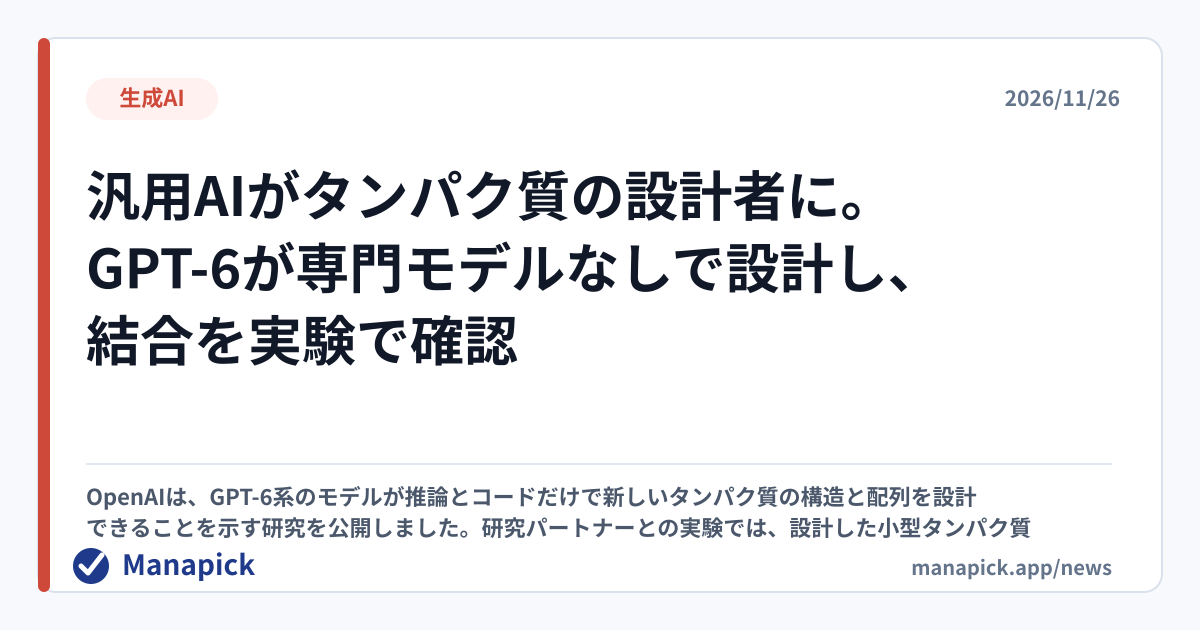 生成AI
2026/11/26
汎用AIがタンパク質の設計者に。
GPT-6が専門モデルなしで設計し、
結合を実験で確認
OpenAIは、GPT-6系のモデルが推論とコードだけで新しいタンパク質の構造と配列を設計
できることを示す研究を公開しました。研究パートナーとの実験では、設計した小型タンパク質
Manapick
manapick.app/news